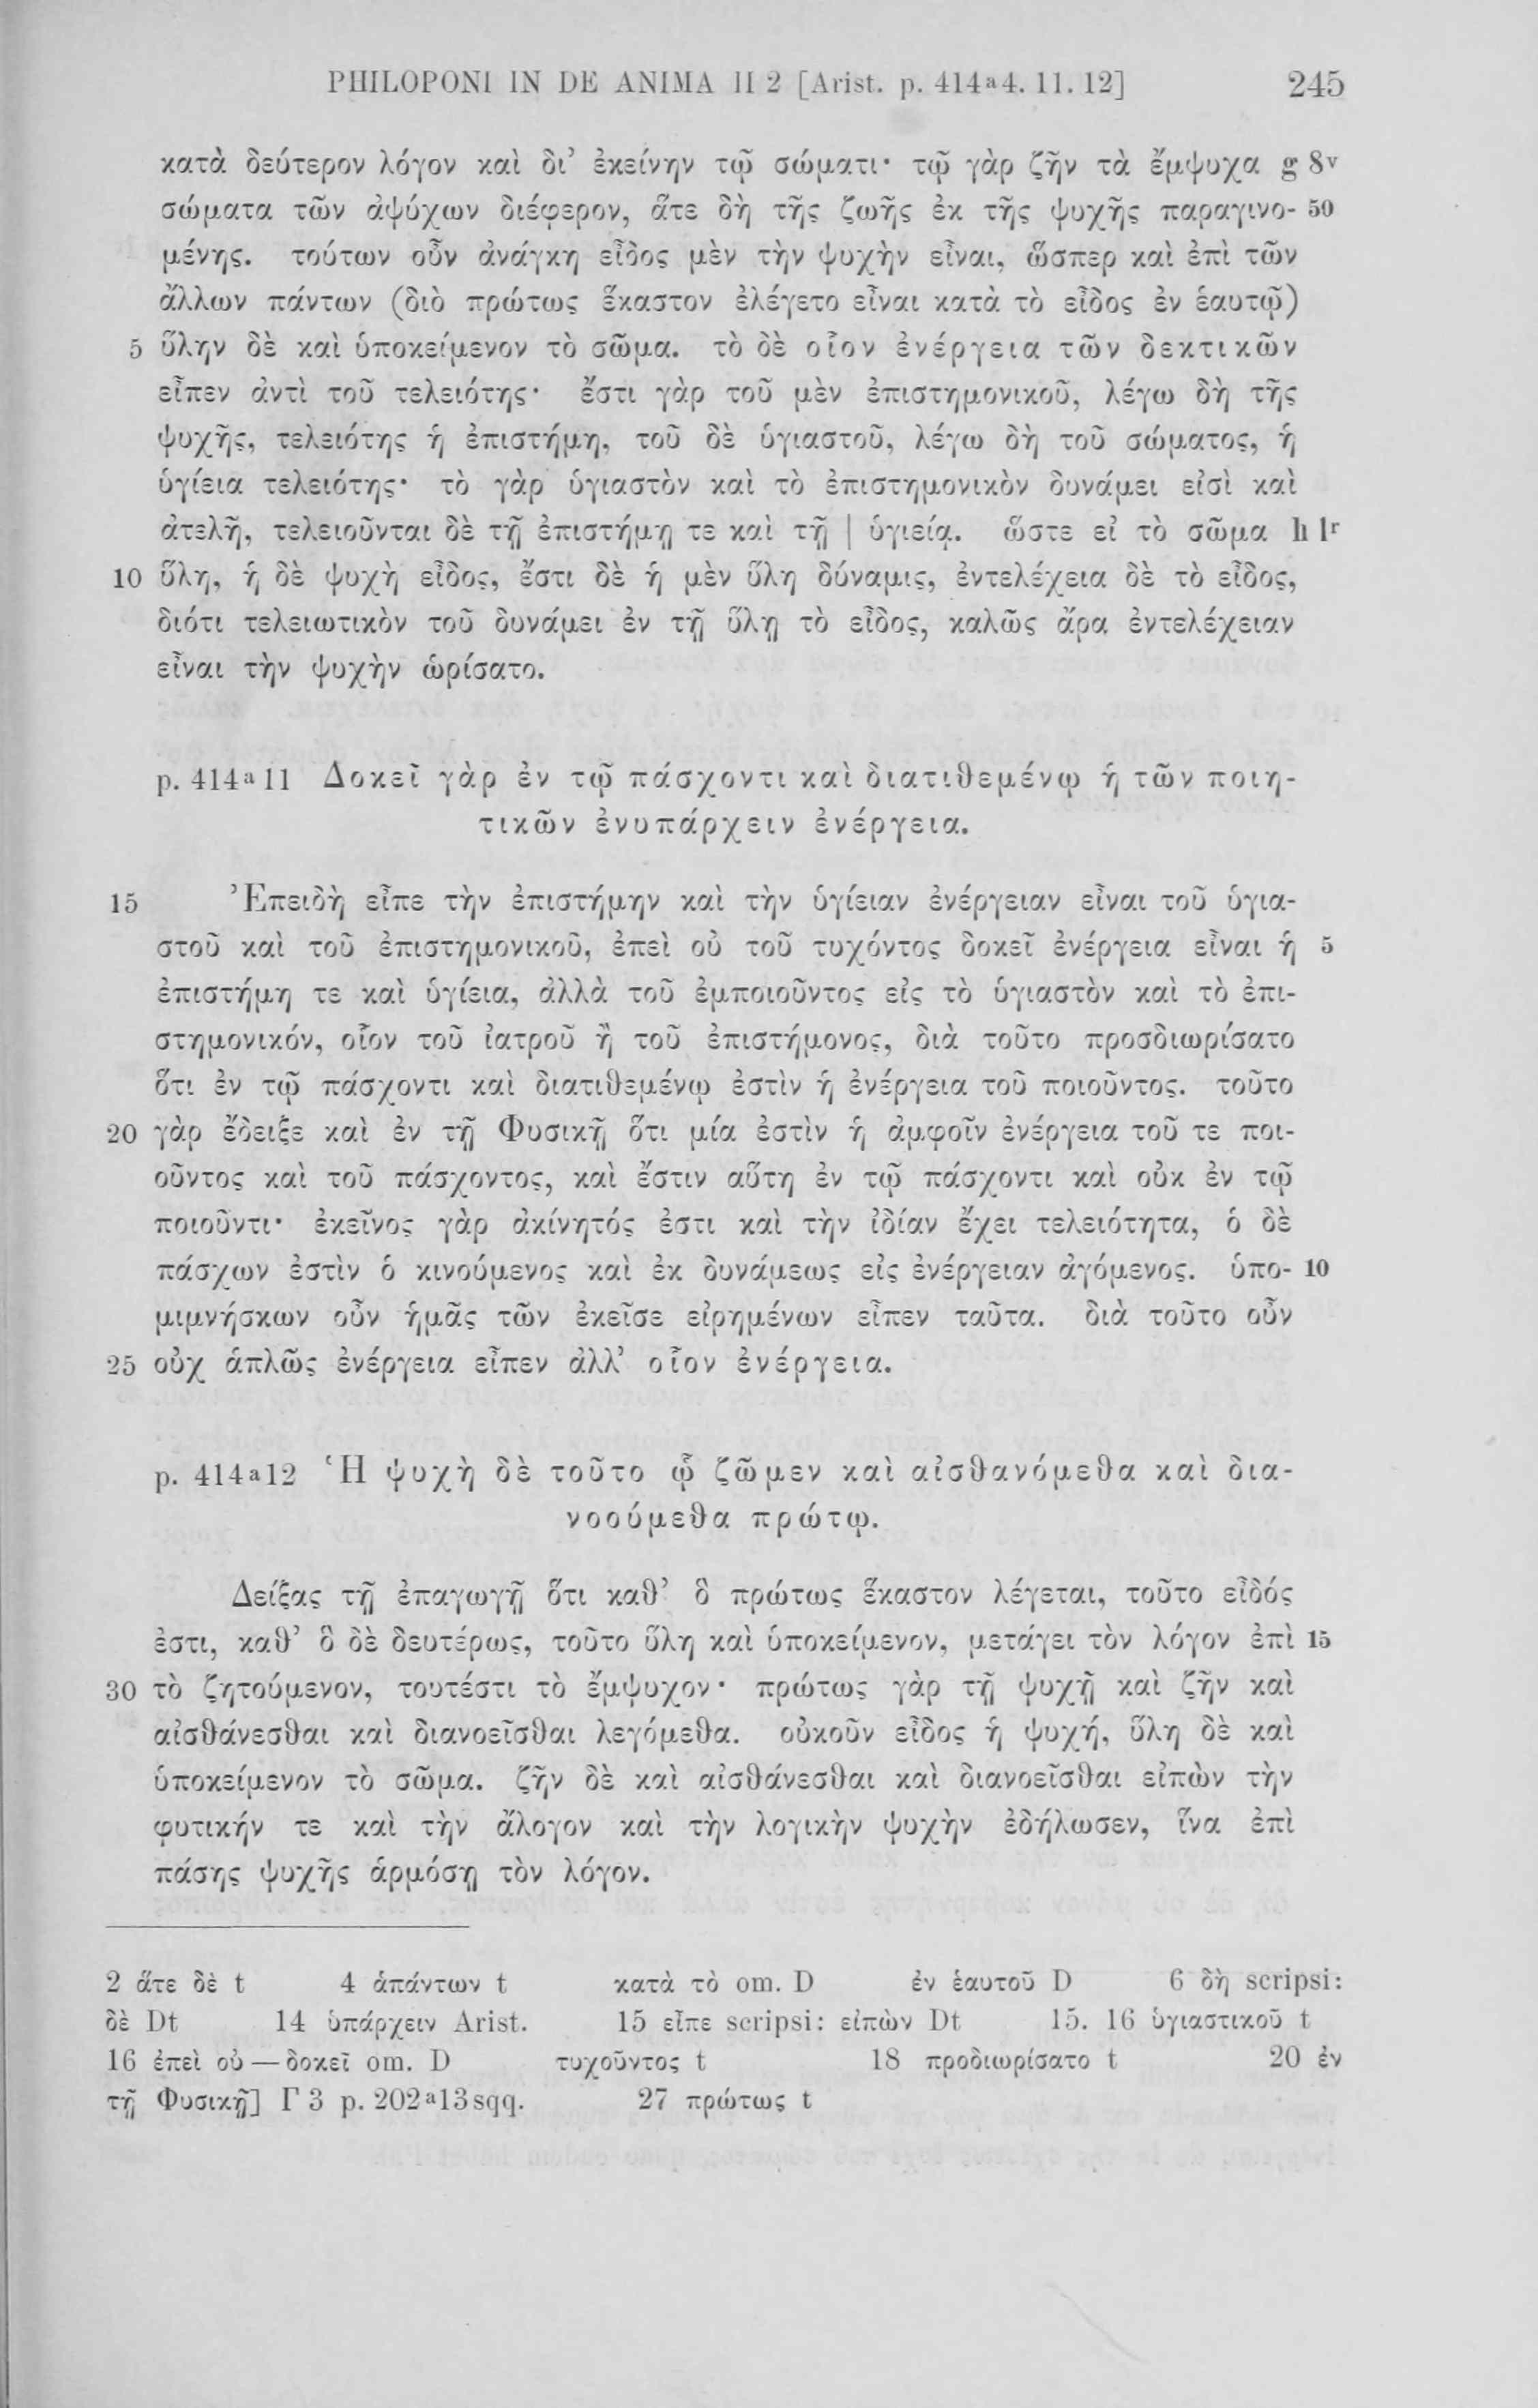 PHILOPONI IN DE ANIMA II 2 [Arist. p. 414a4. 11. 12] 245
κατὰ δεύτερον λόγον καὶ δι’ ἐκείνην τῷ σώματι· τῷ γὰρ ζῆν τὰ ἔμψυχα g 8v
σώματα τῶν ἀψύχων διέφερον, ἅτε δὴ τῆς ζωῆς ἐκ τῆς ψυχῆς παραγινο- 50
μένης. τούτων οὖν ἀνάγκη εἶδος μὲν τὴν ψυχὴν εἶναι, ὥσπερ καὶ ἐπὶ τῶν
ἄλλων πάντων (διὸ πρώτως ἕκαστον ἐλέγετο εἶναι κατὰ τὸ εἶδος ἐν ἑαυτῷ)
5 ὕλην δὲ καὶ ὑποκείμενον τὸ σῶμα. τὸ δὲ οἷον ἐνέργεια τῶν δεκτικῶν
εἶπεν ἀντὶ τοῦ τελειότης· ἔστι γὰρ τοῦ μὲν ἐπιστημονικοῦ, λέγω δὴ τῆς
ψυχῆς, τελειότης ἡ ἐπιστήμη, τοῦ δὲ ὑγιαστοῦ, λέγω δὴ τοῦ σώματος, ἡ
ὑγίεια τελειότης· τὸ γὰρ ὑγιαστὸν καὶ τὸ ἐπιστημονικὸν δυνάμει εἰσὶ καὶ
ἀτελῆ, τελειοῦνται δὲ τῇ ἐπιστήμῃ τε καὶ τῇ | ὑγιείᾳ. ὥστε εἰ τὸ σῶμα h 1r
10 ὕλη, ἡ δὲ ψυχὴ εἶδος, ἔστι δὲ ἡ μὲν ὕλη δύναμις, ἐντελέχεια δὲ τὸ εἶδος,
διότι τελειωτικὸν τοῦ δυνάμει ἐν τῇ ὕλῃ τὸ εἶδος, καλῶς ἄρα ἐντελέχειαν
εἶναι τὴν ψυχὴν ὡρίσατο.
p. 414a11 Δοκεῖ γὰρ ἐν τῷ πάσχοντι καὶ διατιθεμένῳ ἡ τῶν ποιη-
τικῶν ἐνυπάρχειν ἐνέργεια.
15 Ἐπειδὴ εἶπε τὴν ἐπιστήμην καὶ τὴν ὑγίειαν ἐνέργειαν εἶναι τοῦ ὑγια-
στοῦ καὶ τοῦ ἐπιστημονικοῦ, ἐπεὶ οὐ τοῦ τυχόντος δοκεῖ ἐνέργεια εἶναι ἡ 5
ἐπιστήμη τε καὶ ὑγίεια, ἀλλὰ τοῦ ἐμποιοῦντος εἰς τὸ ὑγιαστὸν καὶ τὸ ἐπι-
στημονικόν, οἷον τοῦ ἰατροῦ ἢ τοῦ ἐπιστήμονος, διὰ τοῦτο προσδιωρίσατο
ὅτι ἐν τῷ πάσχοντι καὶ διατιθεμένῳ ἐστὶν ἡ ἐνέργεια τοῦ ποιοῦντος. τοῦτο
20 γὰρ ἔδειξε καὶ ἐν τῇ Φυσικῇ ὅτι μία ἐστὶν ἡ ἀμφοῖν ἐνέργεια τοῦ τε ποι-
οῦντος καὶ τοῦ πάσχοντος, καὶ ἔστιν αὕτη ἐν τῷ πάσχοντι καὶ οὐκ ἐν τῷ
ποιοῦντι· ἐκεῖνος γὰρ ἀκίνητός ἐστι καὶ τὴν ἰδίαν ἔχει τελειότητα, ὁ δὲ
πάσχων ἐστὶν ὁ κινούμενος καὶ ἐκ δυνάμεως εἰς ἐνέργειαν ἀγόμενος. ὑπο- 10
μιμνήσκων οὖν ἡμᾶς τῶν ἐκεῖσε εἰρημένων εἶπεν ταῦτα. διὰ τοῦτο οὖν
25 οὐχ ἁπλῶς ἐνέργεια εἶπεν ἀλλ’ οἷον ἐνέργεια.
p. 414a12 Ἡ ψυχὴ δὲ τοῦτο ᾧ ζῶμεν καὶ αἰσθανόμεθα καὶ δια-
νοούμεθα πρώτῳ.
Δείξας τῇ ἐπαγωγῇ ὅτι καθ’ ὃ πρώτως ἕκαστον λέγεται, τοῦτο εἶδός
ἐστι, καθ’ ὃ δὲ δευτέρως, τοῦτο ὕλη καὶ ὑποκείμενον, μετάγει τὸν λόγον ἐπὶ 15
30 τὸ ζητούμενον, τουτέστι τὸ ἔμψυχον· πρώτως γὰρ τῇ ψυχῇ καὶ ζῆν καὶ
αἰσθάνεσθαι καὶ διανοεῖσθαι λεγόμεθα. οὐκοῦν εἶδος ἡ ψυχή, ὕλη δὲ καὶ
ὑποκείμενον τὸ σῶμα. ζῆν δὲ καὶ αἰσθάνεσθαι καὶ διανοεῖσθαι εἰπὼν τὴν
φυτικήν τε καὶ τὴν ἄλογον καὶ τὴν λογικὴν ψυχὴν ἐδήλωσεν, ἵνα ἐπὶ
πάσης ψυχῆς ἁρμόσῃ τὸν λόγον.
2 ἅτε δὲ t 4 ἁπάντων t κατὰ τὸ om. D ἐν ἑαυτοῦ D 6 δὴ scripsi:
δὲ Dt 14 ὑπάρχειν Arist. 15 εἶπε scripsi: εἰπὼν Dt 15. 16 ὑγιαστικοῦ t
16 ἐπεὶ οὐ — δοκεῖ om. D τυχοῦντος t 18 προδιωρίσατο t 20 ἐν
τῇ Φυσικῇ] Γ 3 p. 202a13sqq. 27 πρώτως t